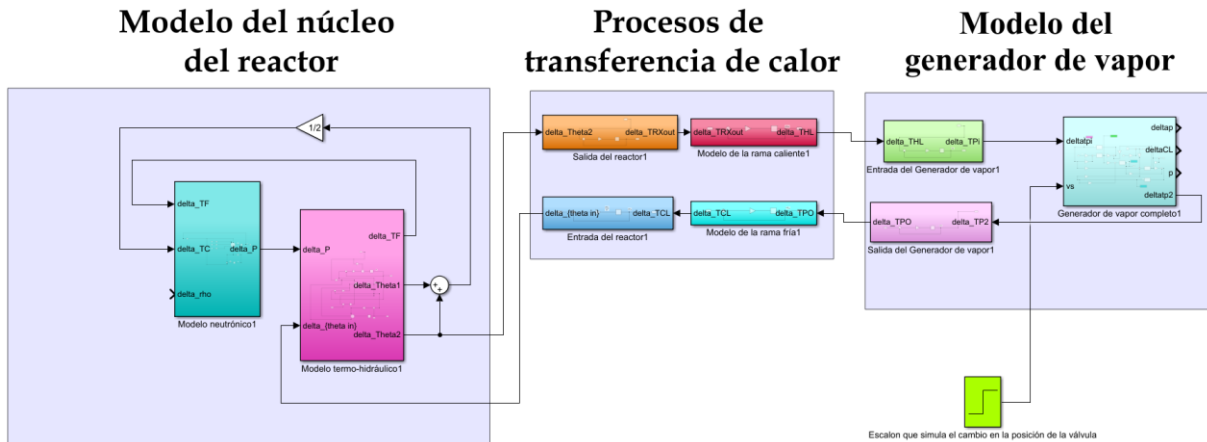 Modelo del núcleo
del reactor
Procesos de
transferencia de calor
Modelo del
generador de vapor
1/2
delta_TF
delta_TC
delta_P
delta_rho
Modelo neutrónico1
delta_P
delta_TF
delta_Theta1
delta_{theta in}
delta_Theta2
Modelo termo-hidráulico1
delta_Theta2
delta_TRXout
Salida del reactor1
delta_TRXout
delta_THL
Modelo de la rama caliente1
delta_{theta in}
delta_TCL
Entrada del reactor1
delta_TCL
delta_TPO
Modelo de la rama fría1
delta_THL
delta_TPi
Entrada del Generador de vapor1
delta_TPO
delta_TP2
Salida del Generador de vapor1
deltatpi
vs
deltap
deltaCL
p
deltatp2
Generador de vapor completo1
Escalon que simula el cambio en la posición de la válvula